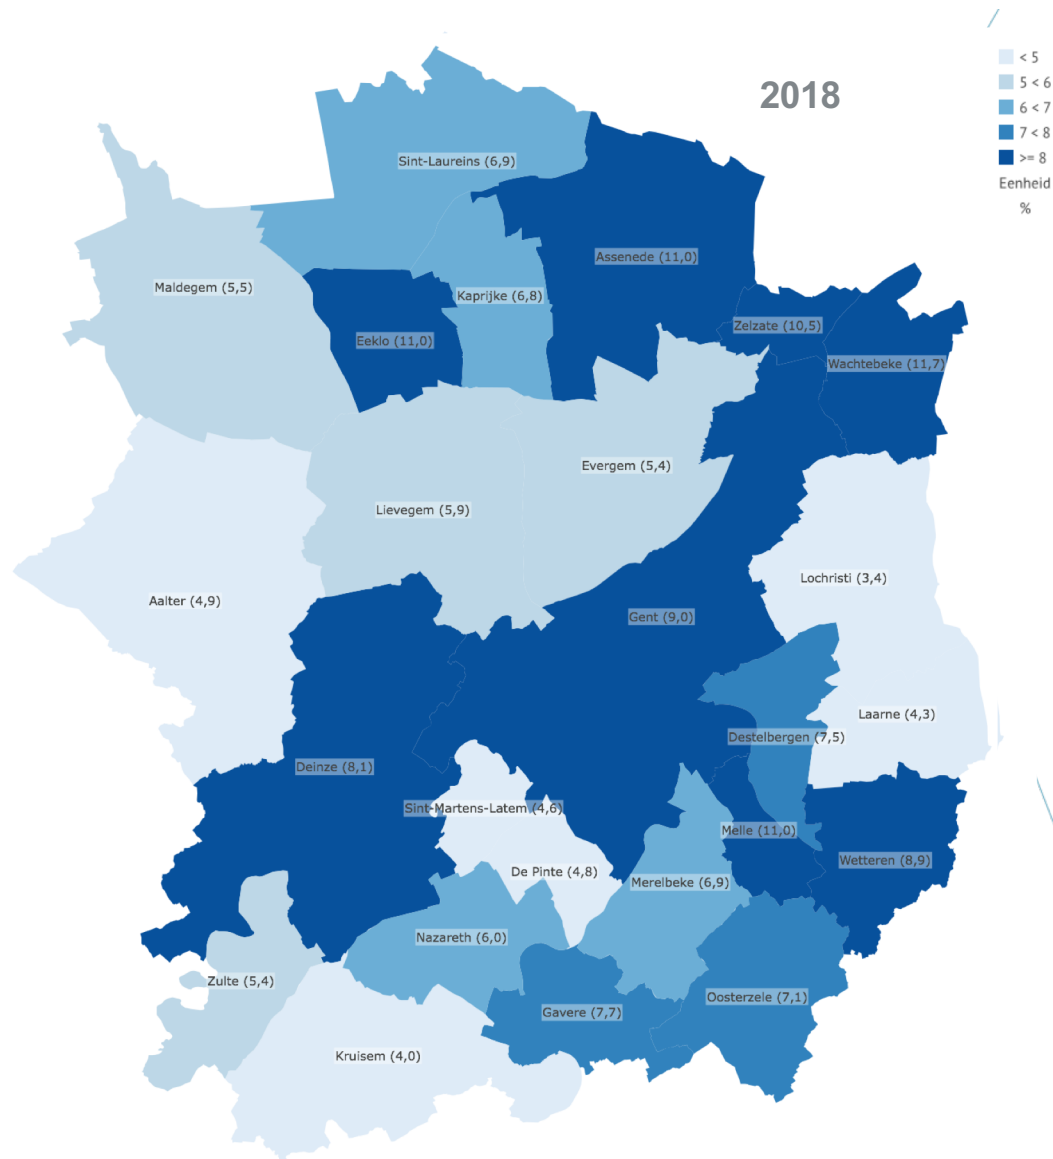 2018
< 5
5 < 6
6 < 7
7 < 8
>= 8
Eenheid
%
Sint-Laureins (6,9)
Assenede (11,0)
Maldegem (5,5)
Kaprijke (6,8)
Zelzate (10,5)
Eeklo (11,0)
Wachtebeke (11,7)
Evergem (5,4)
Lievegem (5,9)
Lochristi (3,4)
Aalter (4,9)
Gent (9,0)
Laarne (4,3)
Destelbergen (7,5)
Deinze (8,1)
Sint-Martens-Latem (4,6)
Melle (11,0)
Wetteren (8,9)
De Pinte (4,8)
Merelbeke (6,9)
Nazareth (6,0)
Zulte (5,4)
Oosterzele (7,1)
Gavere (7,7)
Kruisem (4,0)